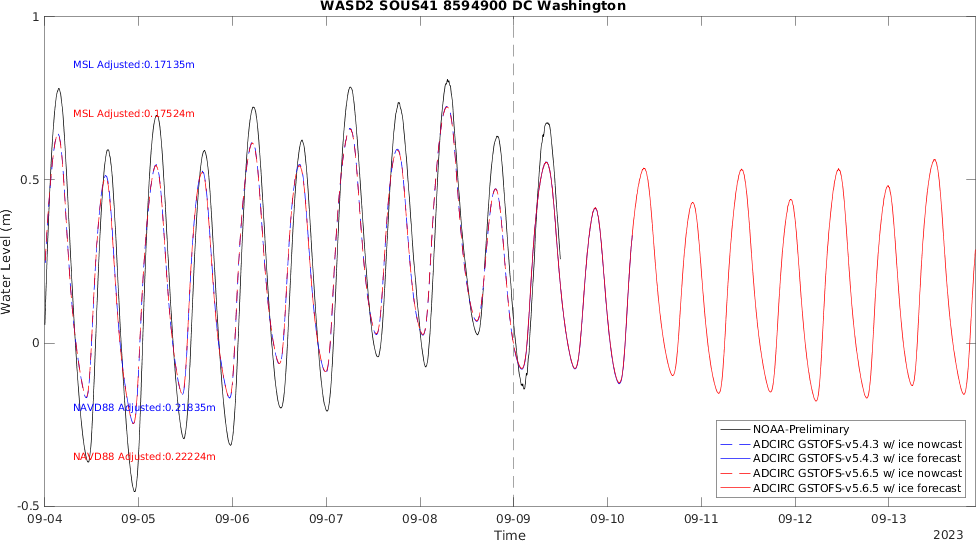 WASD2 SOUS41 8594900 DC Washington
1
MSL Adjusted:0.17135m
MSL Adjusted:0.17524m
0.5
Water Level (m)
0
NAVD88 Adjusted:0.21835m
NAVD88 Adjusted:0.22224m
NOAA-Preliminary
ADCIRC GSTOFS-v5.4.3 w/ ice nowcast
ADCIRC GSTOFS-v5.4.3 w/ ice forecast
ADCIRC GSTOFS-v5.6.5 w/ ice nowcast
ADCIRC GSTOFS-v5.6.5 w/ ice forecast
-0.5
09-04 09-05 09-06 09-07 09-08 09-09 09-10 09-11 09-12 09-13
Time
2023